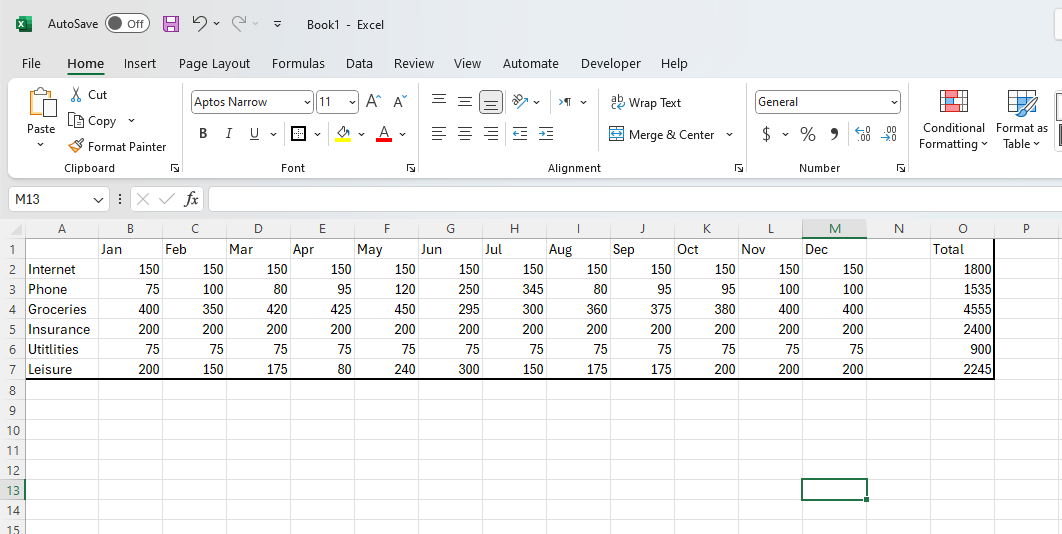 AutoSave Off Book1 - Excel
File Home Insert Page Layout Formulas Data Review View Automate Developer Help
Paste
Cut
Copy
Format Painter
Clipboard
Aptos Narrow 11 A A
B I U A
Font
ab Wrap Text
Merge & Center
Alignment
General
$ % 9 .00 .00
Number
Conditional Formatting
Format as Table
M13 fx
A B C D E F G H I J K L M N O P
1 Jan Feb Mar Apr May Jun Jul Aug Sep Oct Nov Dec Total
2 Internet 150 150 150 150 150 150 150 150 150 150 150 150 1800
3 Phone 75 100 80 95 120 250 345 80 95 95 100 100 1535
4 Groceries 400 350 420 425 450 295 300 360 375 380 400 400 4555
5 Insurance 200 200 200 200 200 200 200 200 200 200 200 200 2400
6 Utitlities 75 75 75 75 75 75 75 75 75 75 75 75 900
7 Leisure 200 150 175 80 240 300 150 175 175 200 200 200 2245
8
9
10
11
12
13
14
15